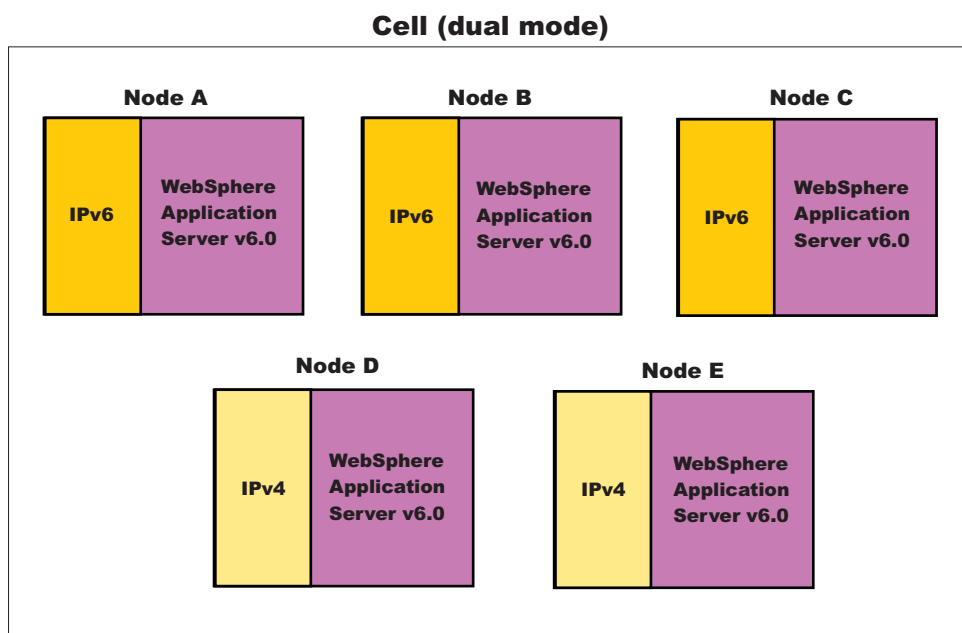 Cell (dual mode)
Node A
Node B
Node C
IPv6
WebSphere
Application
Server v6.0
IPv6
WebSphere
Application
Server v6.0
IPv6
WebSphere
Application
Server v6.0
Node D
Node E
IPv4
WebSphere
Application
Server v6.0
IPv4
WebSphere
Application
Server v6.0